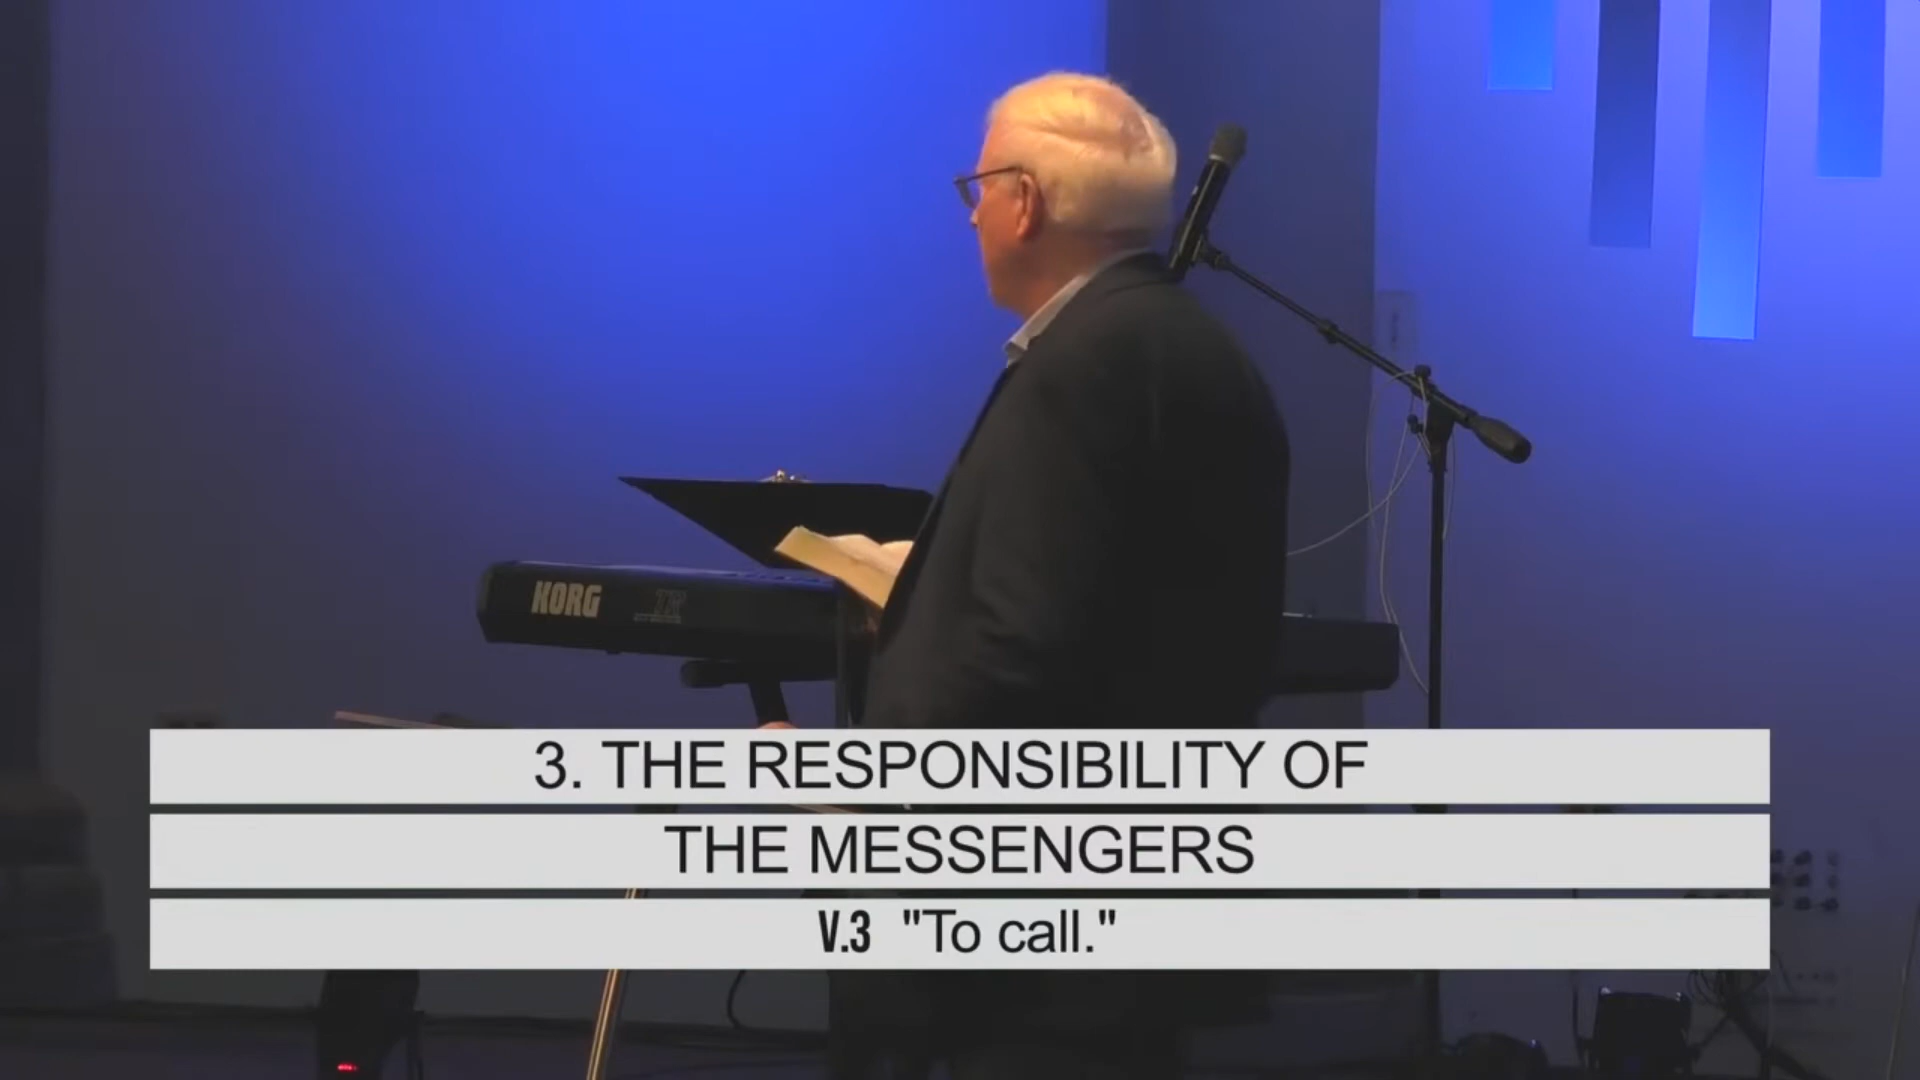 KORG
3. THE RESPONSIBILITY OF
THE MESSENGERS
V.3 "To call."